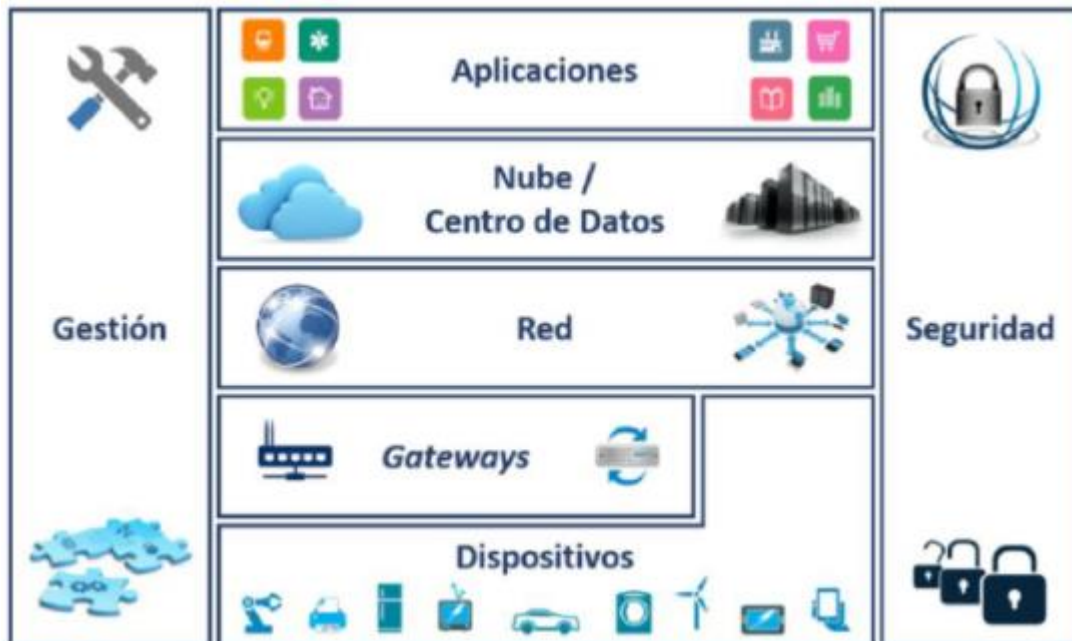 Aplicaciones
Nube /
Centro de Datos
Gestión
Red
Seguridad
Gateways
Dispositivos